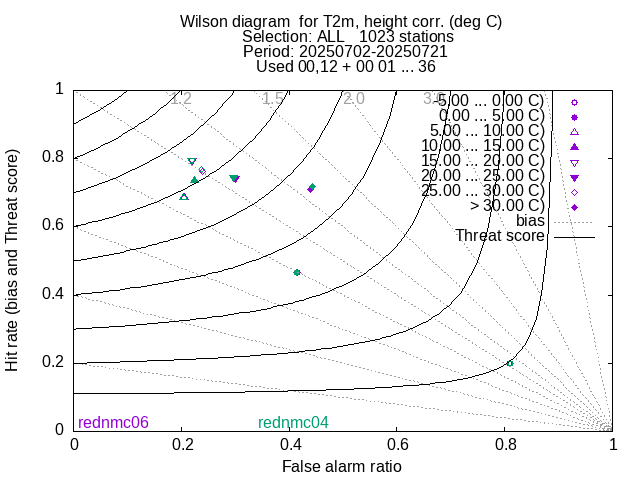 Wilson diagram  for T2m, height corr. (deg C)
Selection: ALL   1023 stations
Period: 20250702-20250721
Used 00,12 + 00 01 ... 36
Hit rate (bias and Threat score)
1
0.8
0.6
0.4
0.2
0
1.2
1.5
2.0
3.0
-5.00 ... 0.00 C)
0.00 ... 5.00 C)
5.00 ... 10.00 C)
10.00 ... 15.00 C)
15.00 ... 20.00 C)
20.00 ... 25.00 C)
25.00 ... 30.00 C)
> 30.00 C)
bias
Threat score
rednmc06
rednmc04
0
0.2
0.4
0.6
0.8
1
False alarm ratio